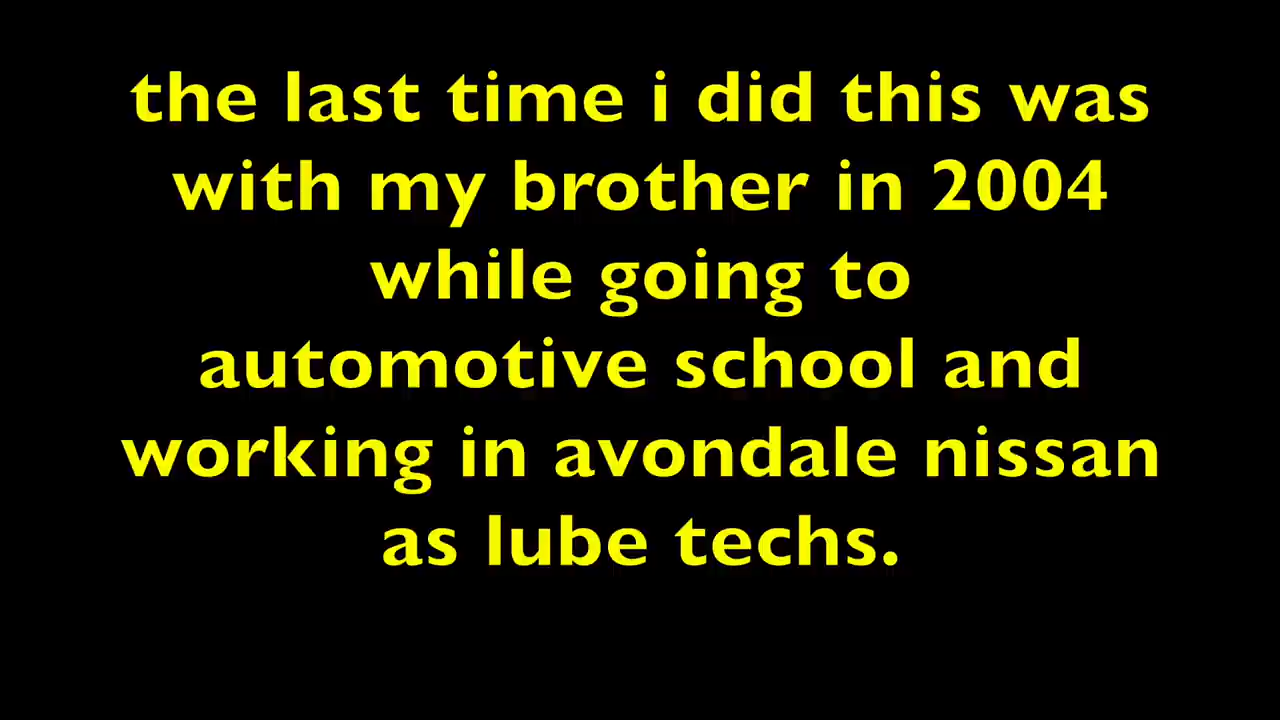 the last time i did this was
with my brother in 2004
while going to
automotive school and
working in avondale nissan
as lube techs.